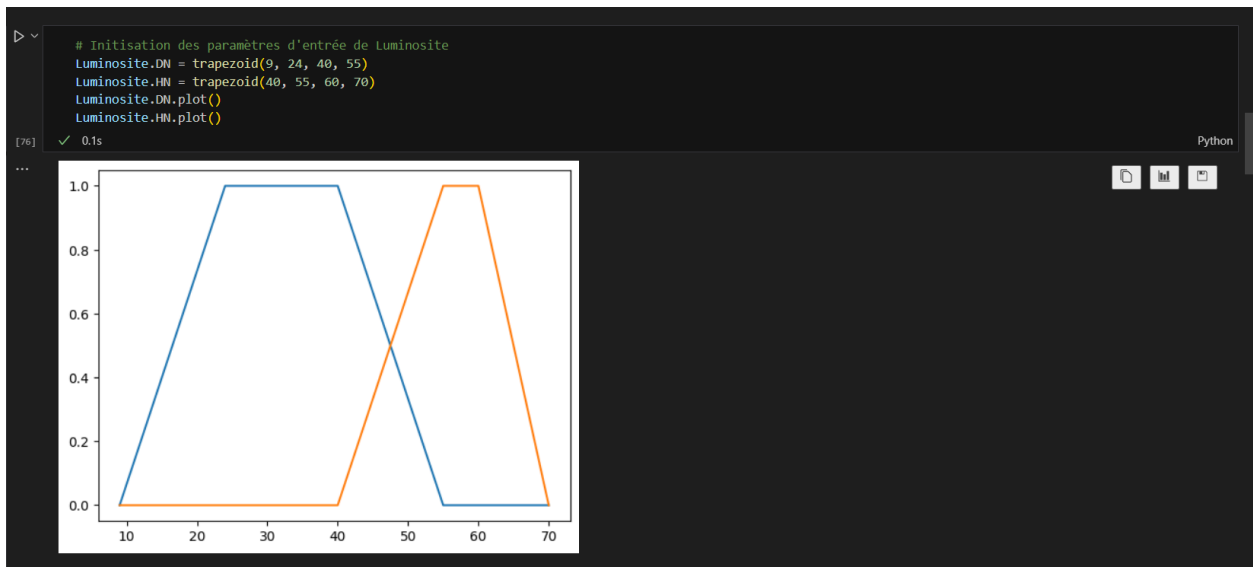 # Initisation des paramètres d'entrée de Luminosite
Luminosite.DN = trapezoid(9, 24, 40, 55)
Luminosite.HN = trapezoid(40, 55, 60, 70)
Luminosite.DN.plot()
Luminosite.HN.plot()
[76] ✓ 0.1s Python
...
1.0
0.8
0.6
0.4
0.2
0.0
10 20 30 40 50 60 70